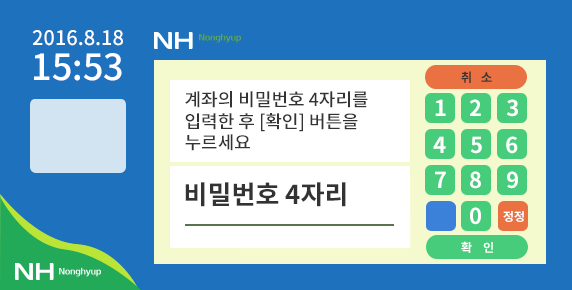 2016.8.18
15:53
NH Nonghyup
계좌의 비밀번호 4자리를
입력한 후 [확인] 버튼을
누르세요
비밀번호 4자리
취 소
1 2 3
4 5 6
7 8 9
0 정정
확 인
NH Nonghyup